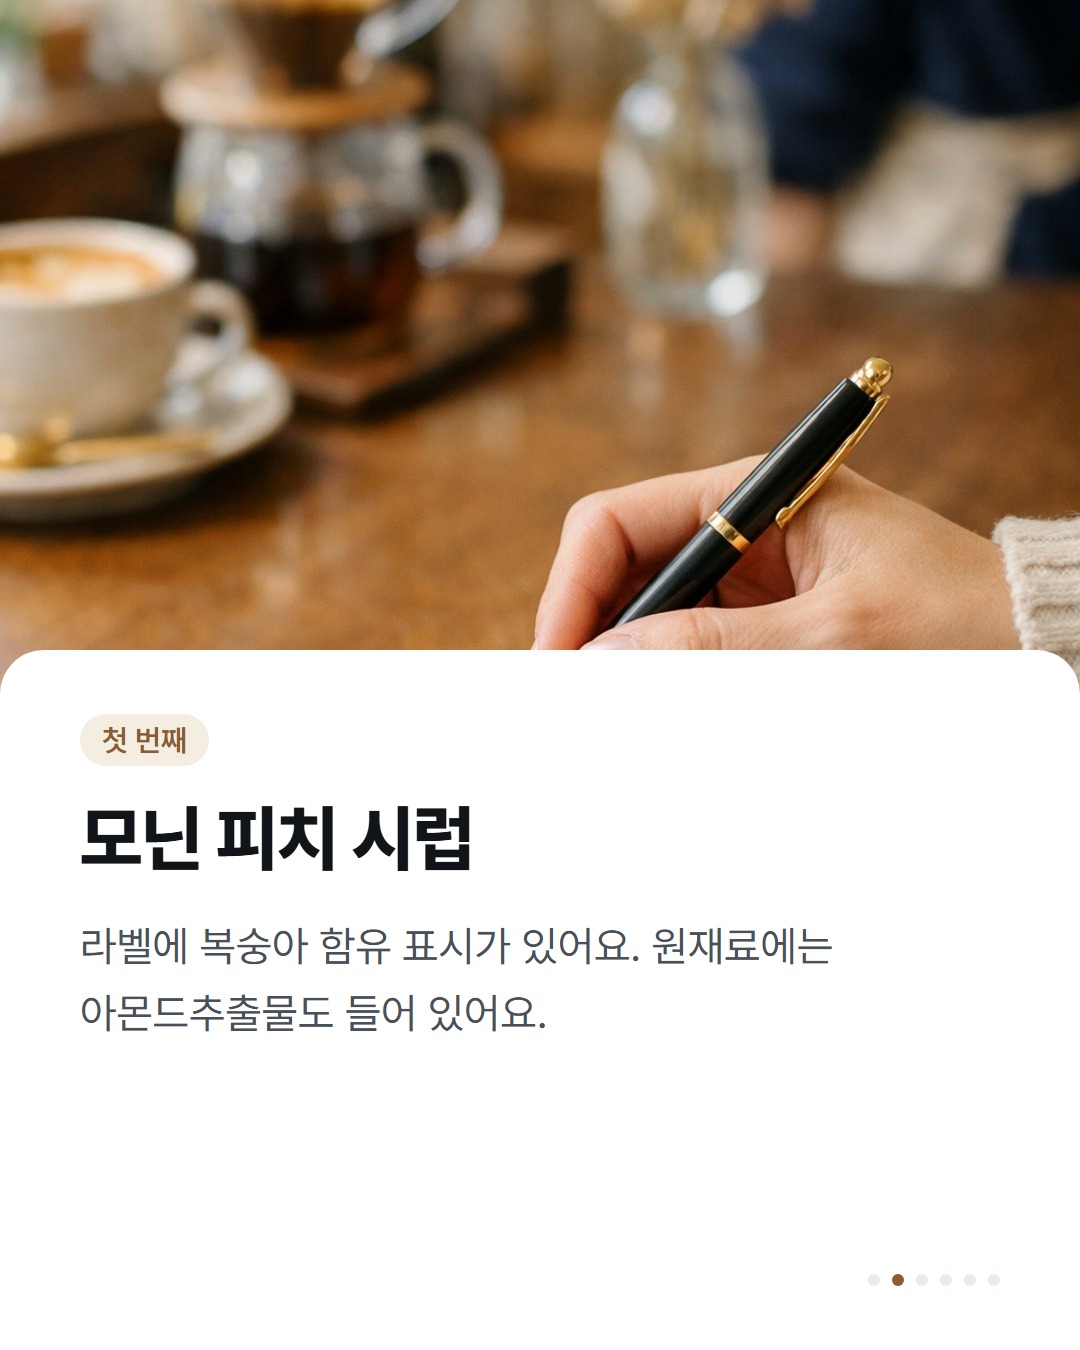 첫 번째
모닌 피치 시럽
라벨에 복숭아 함유 표시가 있어요. 원재료에는
아몬드추출물도 들어 있어요.